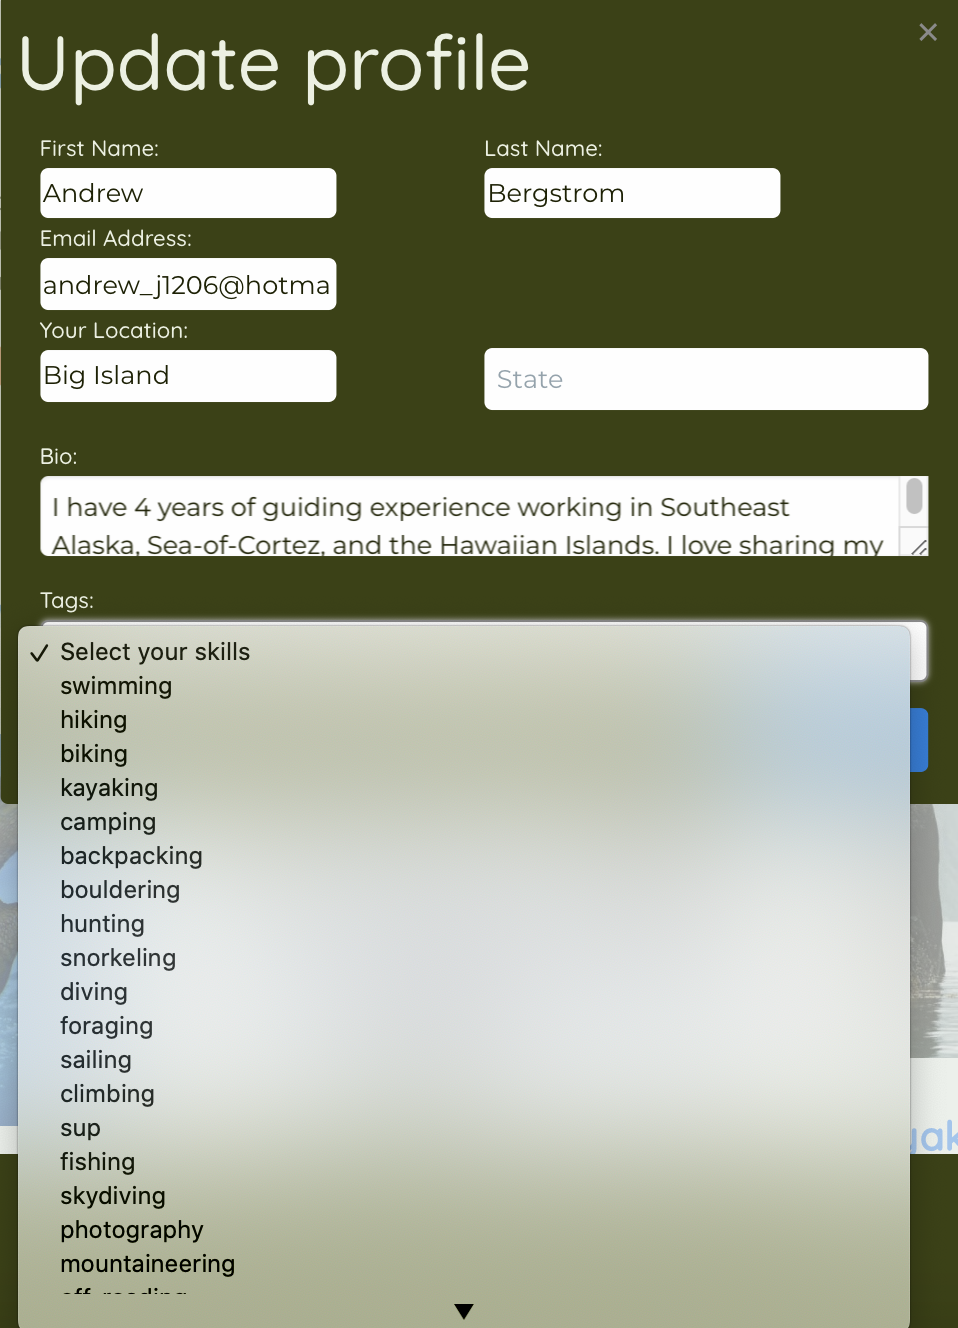 Update profile
First Name:
Last Name:
Andrew
Bergstrom
Email Address:
andrew_j1206@hotma
Your Location:
Big Island
State
Bio:
I have 4 years of guiding experience working in Southeast
Alaska, Sea-of-Cortez, and the Hawaiian Islands. I love sharing my
Tags:
✓ Select your skills
swimming
hiking
biking
kayaking
camping
backpacking
bouldering
hunting
snorkeling
diving
foraging
sailing
climbing
sup
fishing
skydiving
photography
mountaineering